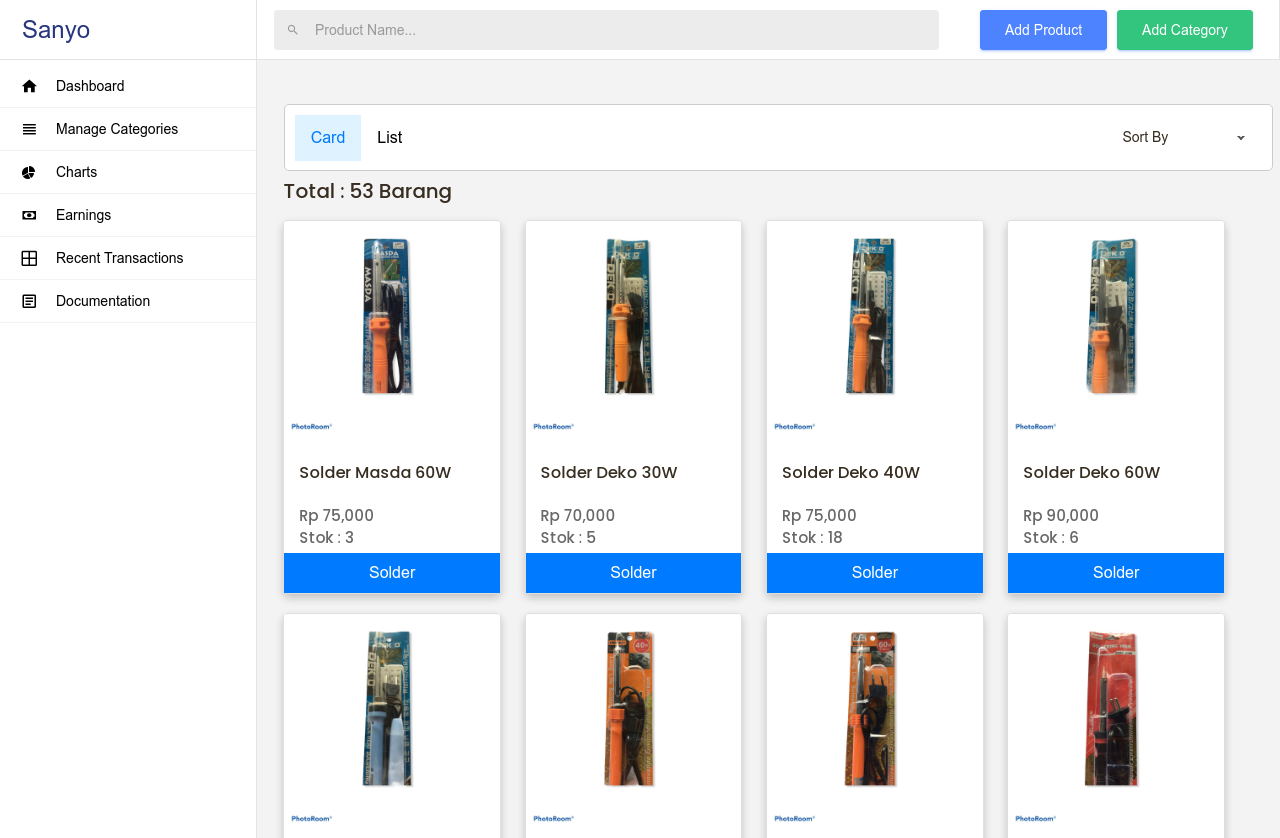 Sanyo
Product Name...
Add Product
Add Category
Dashboard
Manage Categories
Charts
Earnings
Recent Transactions
Documentation
Card
List
Sort By
Total : 53 Barang
MASDA
DEKO
DEKO
DEKO
PhotoRoom
PhotoRoom
PhotoRoom
PhotoRoom
Solder Masda 60W
Solder Deko 30W
Solder Deko 40W
Solder Deko 60W
Rp 75,000
Rp 70,000
Rp 75,000
Rp 90,000
Stok : 3
Stok : 5
Stok : 18
Stok : 6
Solder
Solder
Solder
Solder
DEKO
40w
60w
PhotoRoom
PhotoRoom
PhotoRoom
PhotoRoom